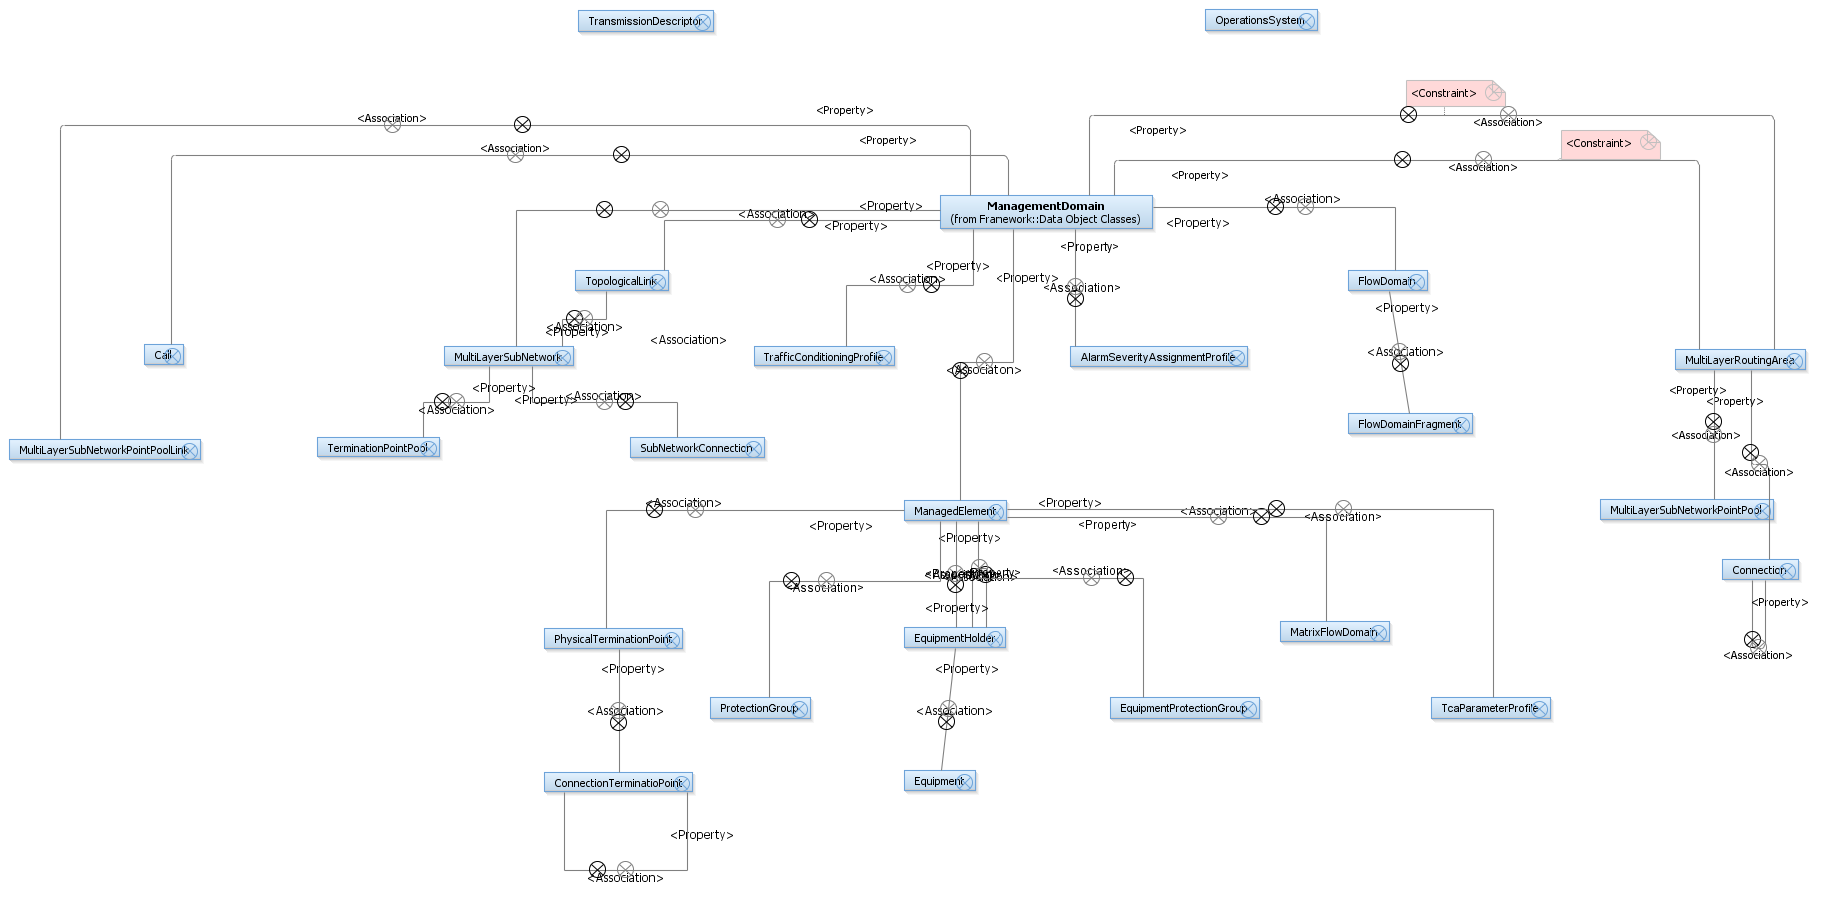 TransmissionDescriptor
OperationsSystem
<Constraint>
<Property>
<Association>
<Association>
<Property>
<Property>
<Constraint>
<Association>
<Association>
<Property>
ManagementDomain
(from Framework::Data Object Classes)
<Association>
<Property>
<Association>
<Property>
<Property>
<Property>
<Property>
<Property>
<Association>
<Property>
TopologicalLink
FlowDomain
<Association>
<Property>
<Association>
<Property>
<Association>
<Association>
Call
MultiLayerSubNetwork
TrafficConditioningProfile
AlarmSeverityAssignmentProfile
MultiLayerRoutingArea
<Property>
<Property>
<Association>
<Association>
<Property>
<Property>
FlowDomainFragment
<Association>
MultiLayerSubNetworkPointPoolLink
TerminationPointPool
SubNetworkConnection
<Association>
<Association>
<Property>
ManagedElement
<Association>
<Association>
MultiLayerSubNetworkPointPool
<Property>
<Property>
<Property>
<Association>
Connection
<Association>
<Property>
<Property>
PhysicalTerminationPoint
EquipmentHolder
MatrixFlowDomain
<Association>
<Property>
<Property>
<Association>
<Association>
ProtectionGroup
EquipmentProtectionGroup
TcaParameterProfile
ConnectionTerminatioPoint
Equipment
<Property>
<Association>